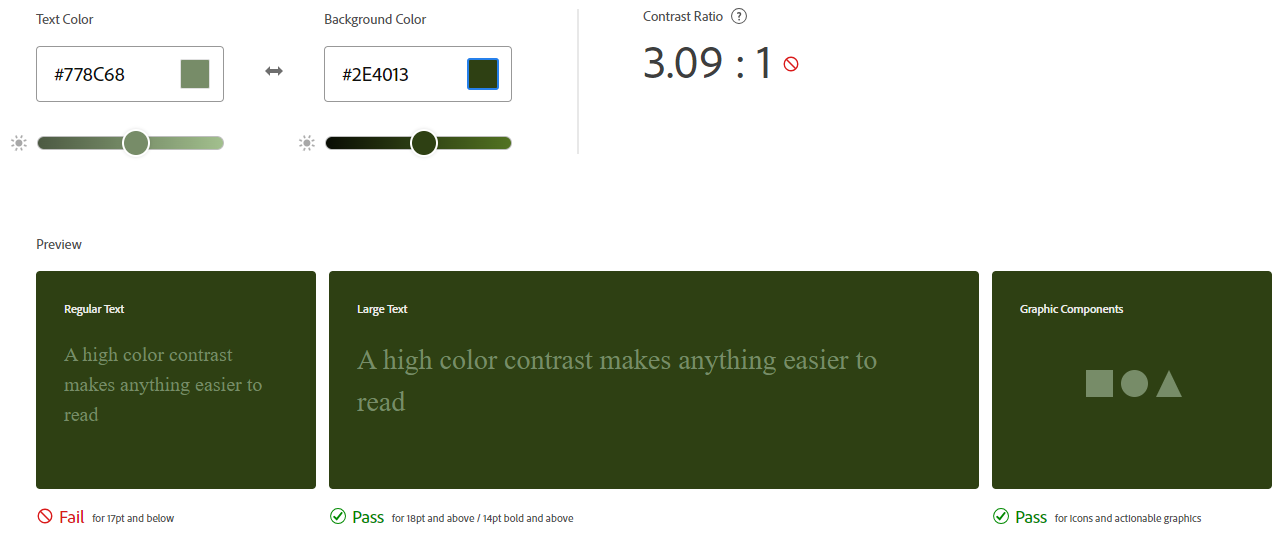 Text Color
Background Color
Contrast Ratio ?
#778C68
#2E4013
3.09 : 1
Preview
Regular Text
A high color contrast
makes anything easier to
read
Large Text
A high color contrast makes anything easier to
read
Graphic Components
Fail for 17pt and below
Pass for 18pt and above / 14pt bold and above
Pass for icons and actionable graphics